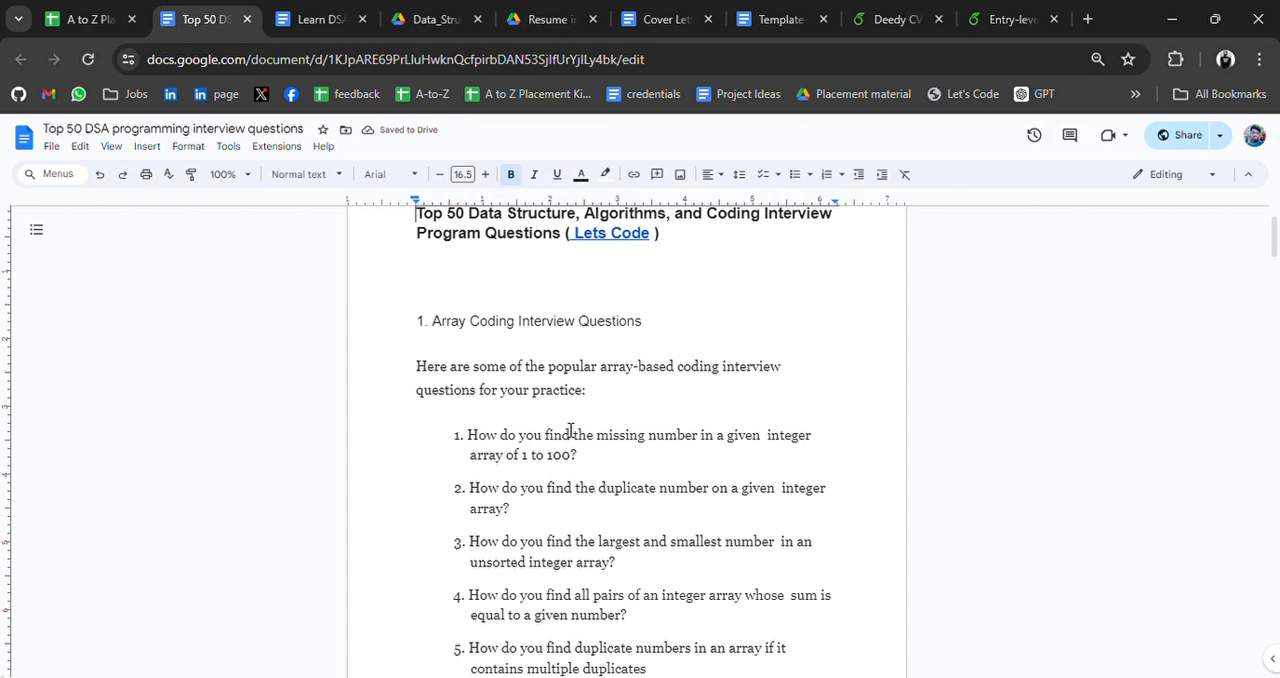 A to Z Pla
Top 50 DS
Learn DSA
Data_Stru
Resume i
Cover Let
Template
Deedy CV
Entry-leve
docs.google.com/document/d/1KJpARE69PrLIuHwknQcfpirbDAN53SjlfUrYjlLy4bk/edit
Jobs
page
feedback
A-to-Z
A to Z Placement Ki...
credentials
Project Ideas
Placement material
Let's Code
GPT
All Bookmarks
Top 50 DSA programming interview questions
Saved to Drive
File Edit View Insert Format Tools Extensions Help
Share
Menus
100%
Normal text
Arial
16.5
Editing
Top 50 Data Structure, Algorithms, and Coding Interview
Program Questions ( Lets Code )
1. Array Coding Interview Questions
Here are some of the popular array-based coding interview
questions for your practice:
1. How do you find the missing number in a given integer
array of 1 to 100?
2. How do you find the duplicate number on a given integer
array?
3. How do you find the largest and smallest number in an
unsorted integer array?
4. How do you find all pairs of an integer array whose sum is
equal to a given number?
5. How do you find duplicate numbers in an array if it
contains multiple duplicates